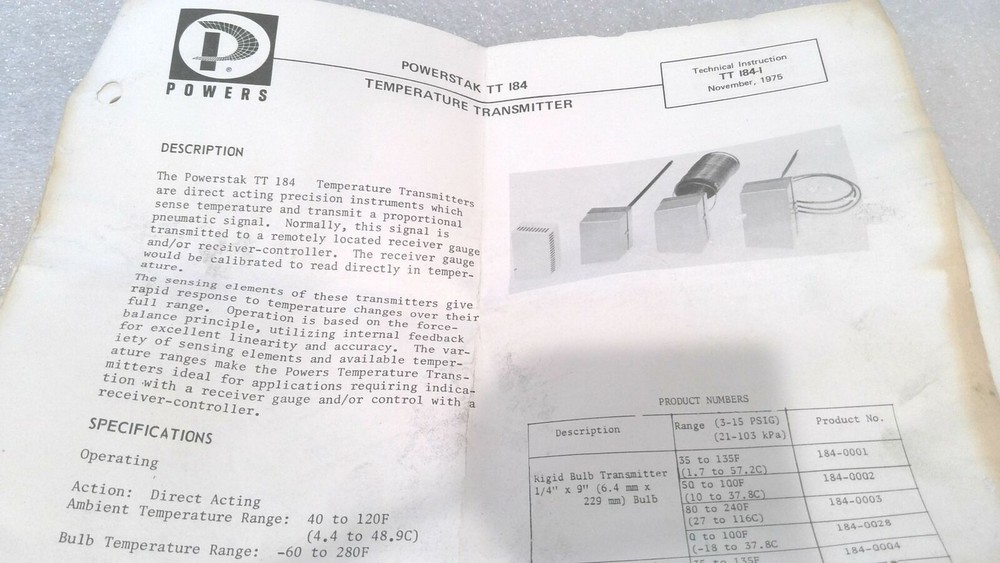 POWERS
POWERSTAK TT 184
TEMPERATURE TRANSMITTER
Technical Instruction
TT 184-1
November, 1975
DESCRIPTION
The Powerstak TT 184 Temperature Transmitters
are direct acting precision instruments which
sense temperature and transmit a proportional
pneumatic signal. Normally, this signal is
transmitted to a remotely located receiver gauge
and/or receiver-controller. The receiver gauge
would be calibrated to read directly in temper-
ature.
The sensing elements of these transmitters give
rapid response to temperature changes over their
full range. Operation is based on the force-
balance principle, utilizing internal feedback
for excellent linearity and accuracy. The var-
iety of sensing elements and available temper-
ature ranges make the Powers Temperature Trans-
mitters ideal for applications requiring indica-
tion with a receiver gauge and/or control with a
receiver-controller.
SPECIFICATIONS
Operating
Action: Direct Acting
Ambient Temperature Range: 40 to 120F
(4.4 to 48.9C)
Bulb Temperature Range: -60 to 280F
PRODUCT NUMBERS
Description
Range (3-15 PSIG)
(21-103 kPa)
Product No.
Rigid Bulb Transmitter
1/4" x 9" (6.4 mm x
229 mm) Bulb
35 to 135F
(1.7 to 57.2C)
184-0001
50 to 100F
(10 to 37.8C)
184-0002
80 to 240F
(27 to 116C)
184-0003
0 to 100F
(-18 to 37.8C
184-0028
184-0004